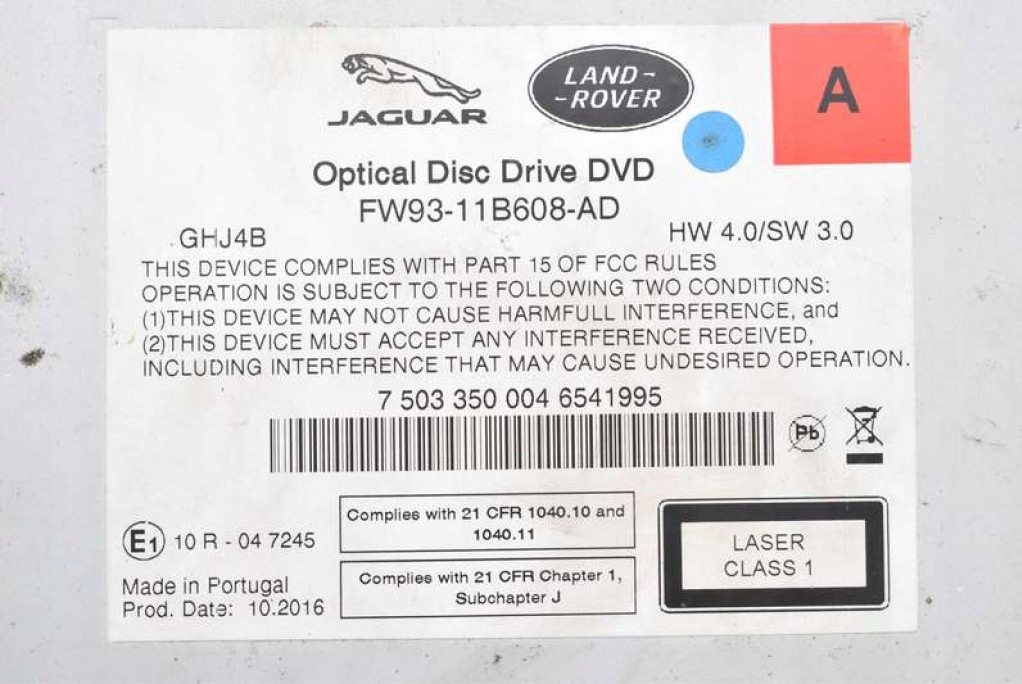 JAGUAR
LAND-
-ROVER
A
Optical Disc Drive DVD
FW93-11B608-AD
GHJ4B
HW 4.0/SW 3.0
THIS DEVICE COMPLIES WITH PART 15 OF FCC RULES
OPERATION IS SUBJECT TO THE FOLLOWING TWO CONDITIONS:
(1)THIS DEVICE MAY NOT CAUSE HARMFULL INTERFERENCE, and
(2)THIS DEVICE MUST ACCEPT ANY INTERFERENCE RECEIVED,
INCLUDING INTERFERENCE THAT MAY CAUSE UNDESIRED OPERATION.
7 503 350 004 6541995
Pb
E1 10 R - 04 7245
Complies with 21 CFR 1040.10 and
1040.11
Complies with 21 CFR Chapter 1,
Subchapter J
LASER
CLASS 1
Made in Portugal
Prod. Date: 10.2016